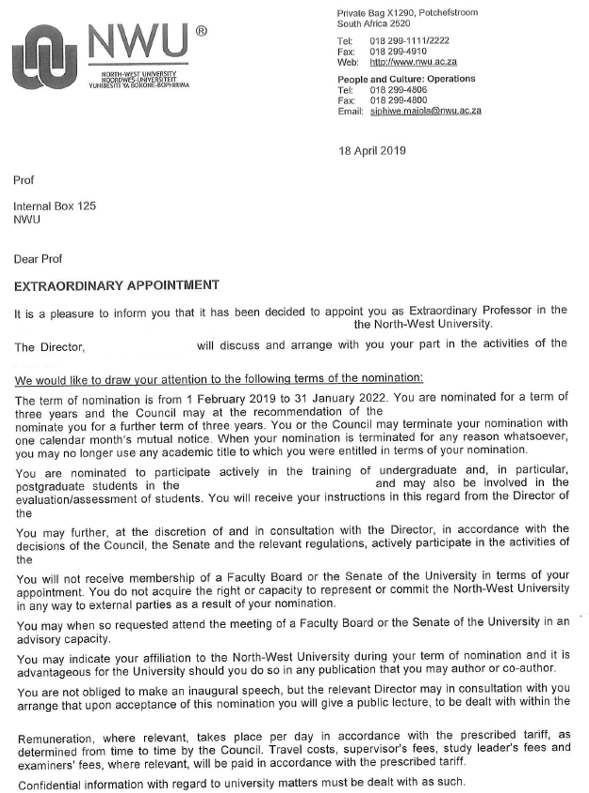 Private Bag X1290, Potchefstroom
South Africa 2520
NWU®
Tel: 018 299-1111/2222
Fax: 018 299-4910
Web: http://www.nwu.ac.za
NORTH-WEST UNIVERSITY
NOORDWES-UNIVERSITEIT
YUNIBESITI YA BOKONE-BOPHIRIMA
People and Culture: Operations
Tel: 018 299-4806
Fax: 018 299-4800
Email: siphiwe.majola@nwu.ac.za
18 April 2019
Prof
Internal Box 125
NWU
Dear Prof
EXTRAORDINARY APPOINTMENT
It is a pleasure to inform you that it has been decided to appoint you as Extraordinary Professor in the
the North-West University.
The Director, will discuss and arrange with you your part in the activities of the
We would like to draw your attention to the following terms of the nomination:
The term of nomination is from 1 February 2019 to 31 January 2022. You are nominated for a term of
three years and the Council may at the recommendation of the
nominate you for a further term of three years. You or the Council may terminate your nomination with
one calendar month's mutual notice. When your nomination is terminated for any reason whatsoever,
you may no longer use any academic title to which you were entitled in terms of your nomination.
You are nominated to participate actively in the training of undergraduate and, in particular,
postgraduate students in the and may also be involved in the
evaluation/assessment of students. You will receive your instructions in this regard from the Director of
the
You may further, at the discretion of and in consultation with the Director, in accordance with the
decisions of the Council, the Senate and the relevant regulations, actively participate in the activities of
the
You will not receive membership of a Faculty Board or the Senate of the University in terms of your
appointment. You do not acquire the right or capacity to represent or commit the North-West University
in any way to external parties as a result of your nomination.
You may when so requested attend the meeting of a Faculty Board or the Senate of the University in an
advisory capacity.
You may indicate your affiliation to the North-West University during your term of nomination and it is
advantageous for the University should you do so in any publication that you may author or co-author.
You are not obliged to make an inaugural speech, but the relevant Director may in consultation with you
arrange that upon acceptance of this nomination you will give a public lecture, to be dealt with within the
Remuneration, where relevant, takes place per day in accordance with the prescribed tariff, as
determined from time to time by the Council. Travel costs, supervisor's fees, study leader's fees and
examiners' fees, where relevant, will be paid in accordance with the prescribed tariff.
Confidential information with regard to university matters must be dealt with as such.